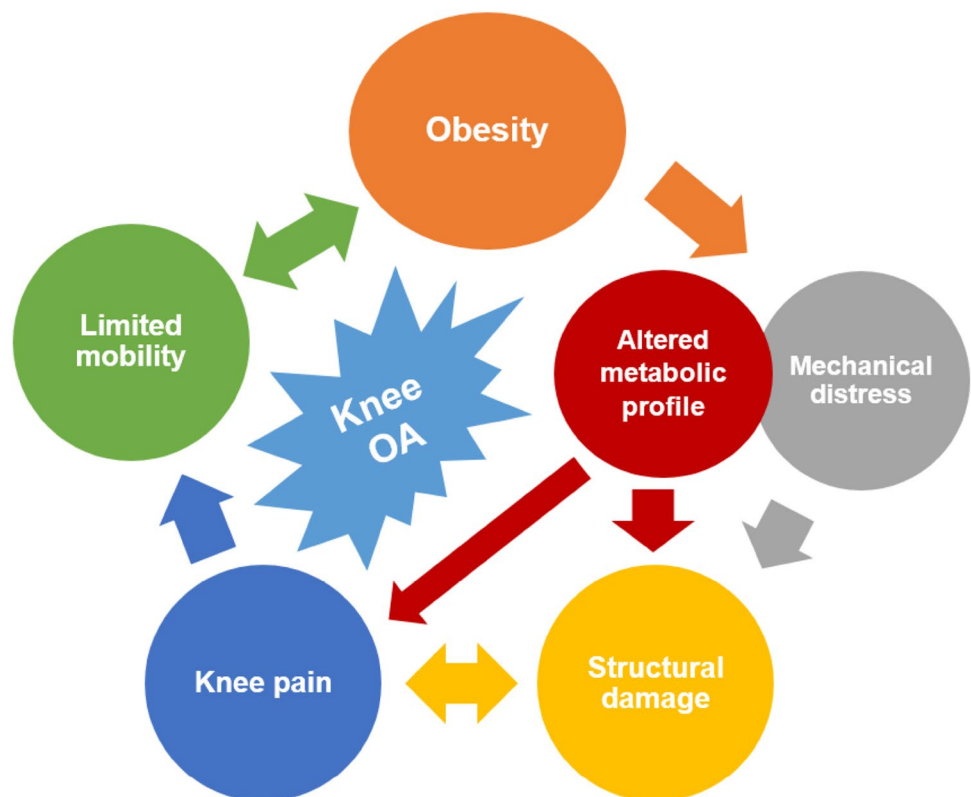 Obesity
Limited
mobility
Altered
metabolic
profile
Mechanical
distress
Knee
OA
Knee pain
Structural
damage